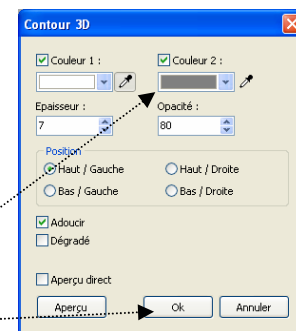 Contour 3D
Couleur 1 : Couleur 2 :
Epaisseur : Opacité :
7 80
Position
Haut / Gauche Haut / Droite
Bas / Gauche Bas / Droite
Adoucir
Dégradé
Aperçu direct
Aperçu Ok Annuler